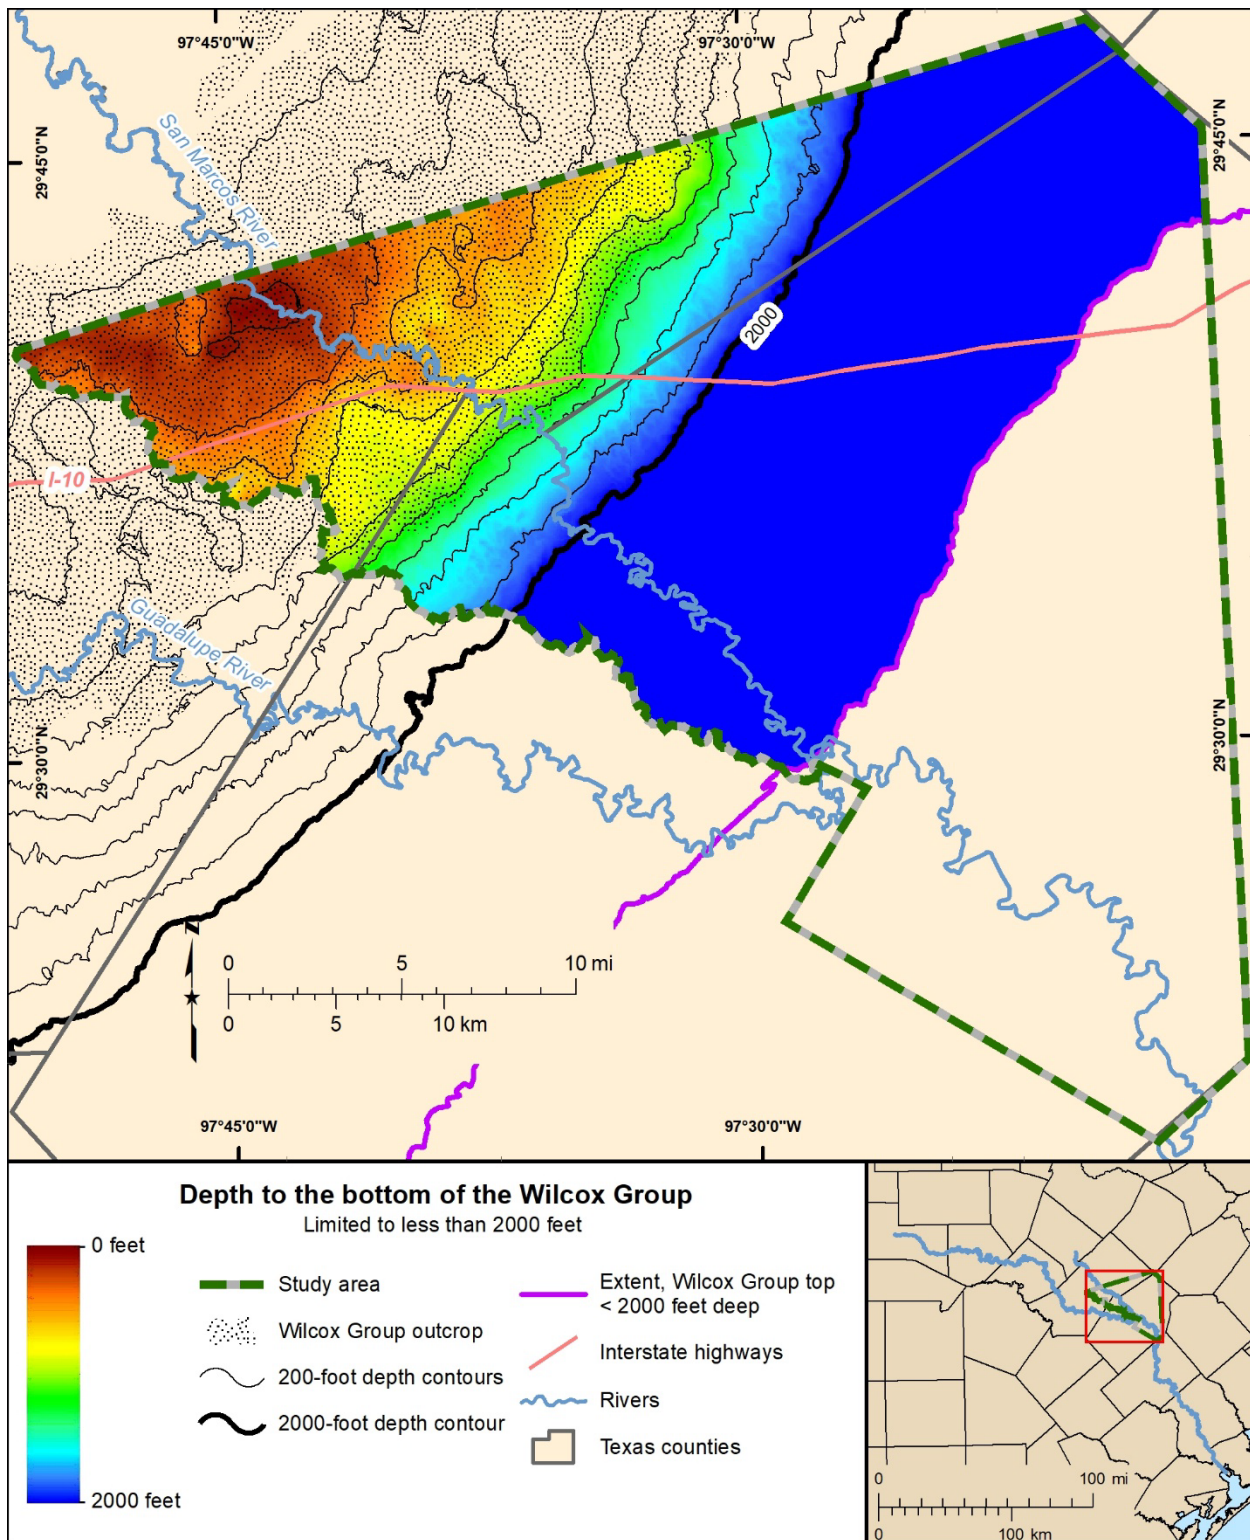 97°45'0"W
97°30'0"W
29°45'0"N
29°45'0"N
San Marcos River
2000
I-10
Guadalupe River
29°30'0"N
29°30'0"N
N
0 5 10 mi
0 5 10 km
97°45'0"W
97°30'0"W
Depth to the bottom of the Wilcox Group
Limited to less than 2000 feet
0 feet
2000 feet
Study area
Wilcox Group outcrop
200-foot depth contours
2000-foot depth contour
Extent, Wilcox Group top
< 2000 feet deep
Interstate highways
Rivers
Texas counties
0 100 mi
0 100 km